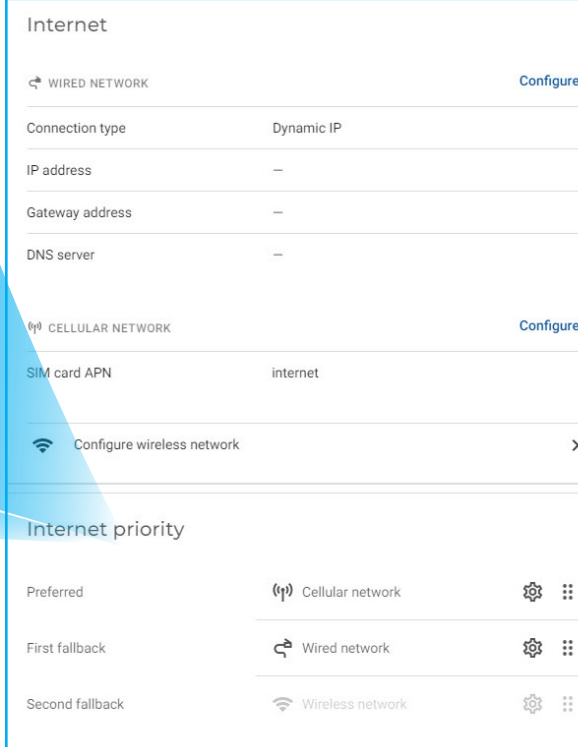 Internet
WIRED NETWORK Configure
Connection type Dynamic IP
IP address —
Gateway address —
DNS server —
CELLULAR NETWORK Configure
SIM card APN internet
Configure wireless network
Internet priority
Preferred Cellular network
First fallback Wired network
Second fallback Wireless network